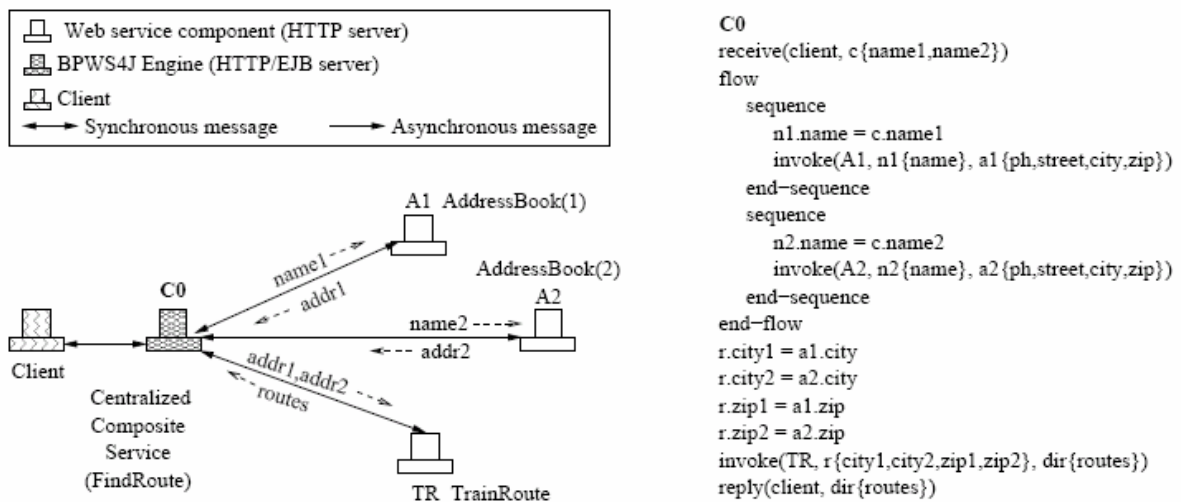 Web service component (HTTP server)
BPWS4J Engine (HTTP/EJB server)
Client
Synchronous message
Asynchronous message
A1 AddressBook(1)
name1
addr1
AddressBook(2)
A2
C0
name2
addr2
Client
addr1,addr2
routes
Centralized
Composite
Service
(FindRoute)
TR TrainRoute
C0
receive(client, c{name1,name2})
flow
sequence
n1.name = c.name1
invoke(A1, n1{name}, a1{ph,street,city,zip})
end−sequence
sequence
n2.name = c.name2
invoke(A2, n2{name}, a2{ph,street,city,zip})
end−sequence
end−flow
r.city1 = a1.city
r.city2 = a2.city
r.zip1 = a1.zip
r.zip2 = a2.zip
invoke(TR, r{city1,city2,zip1,zip2}, dir{routes})
reply(client, dir{routes})